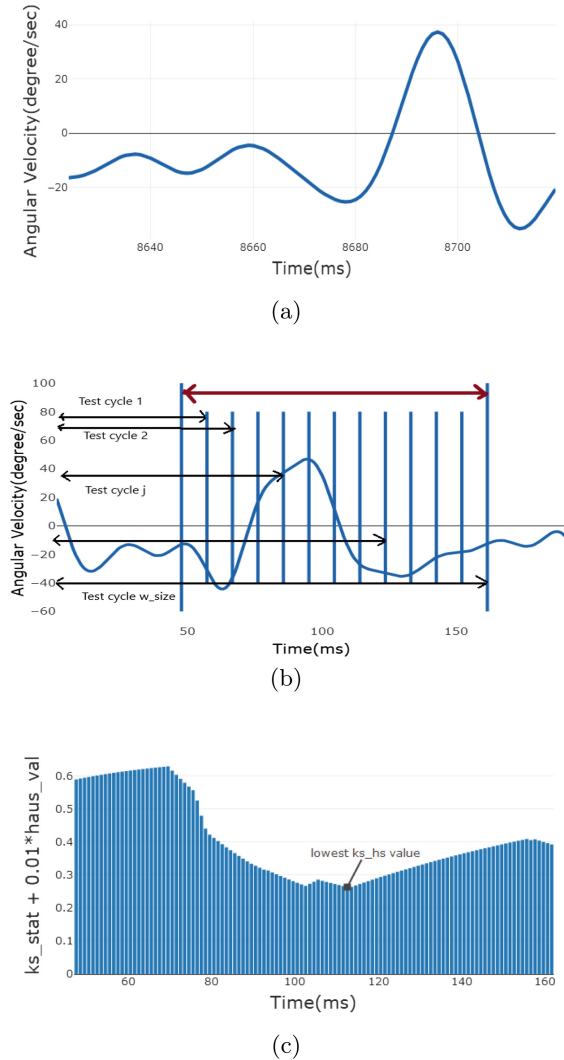 Angular Velocity(degree/sec)
40
20
0
−20
8640 8660 8680 8700
Time(ms)
(a)
Angular Velocity(degree/sec)
100
80
60
40
20
0
−20
−40
−60
Test cycle 1
Test cycle 2
Test cycle j
Test cycle w_size
50 100 150
Time(ms)
(b)
ks_stat + 0.01*haus_val
0.6
0.5
0.4
0.3
0.2
0.1
0
lowest ks_hs value
60 80 100 120 140 160
Time(ms)
(c)